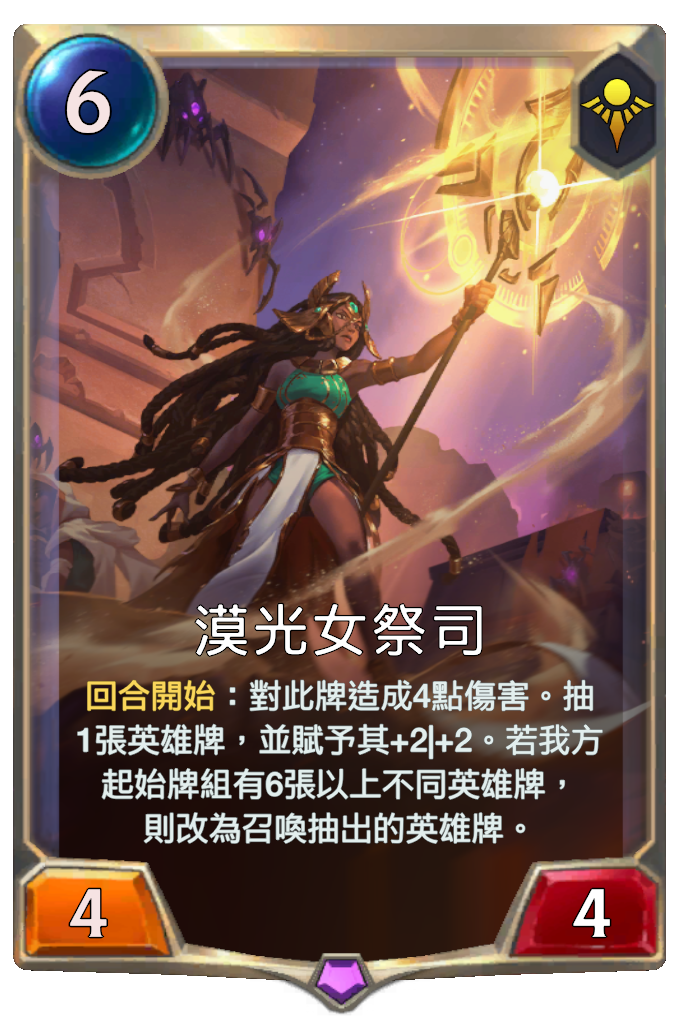 6
漠光女祭司
回合開始：對此牌造成4點傷害。抽
1張英雄牌，並賦予其+2|+2。若我方
起始牌組有6張以上不同英雄牌，
則改為召喚抽出的英雄牌。
4
4